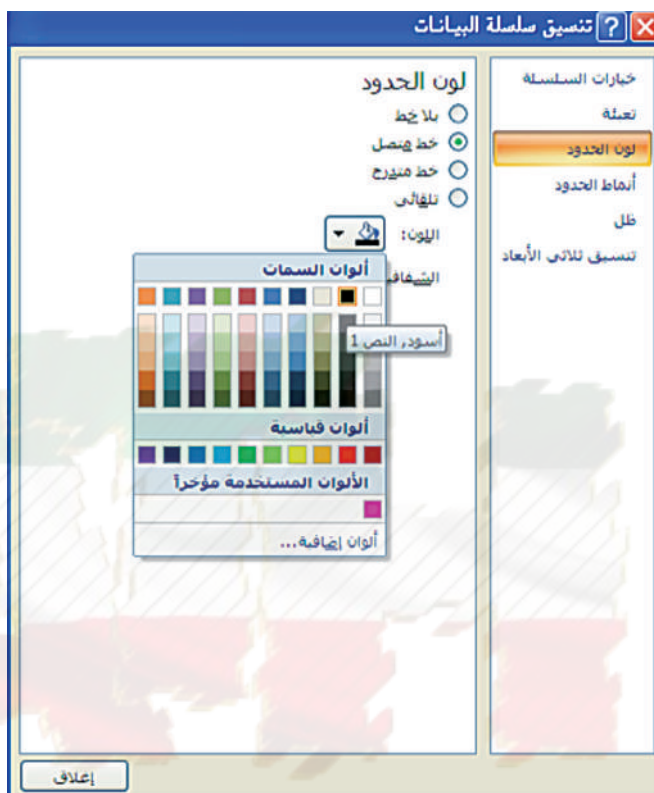 تنسيق سلسلة البيانات
خيارات السلسلة
تعبئة
لون الحدود
أنماط الحدود
ظل
تنسيق ثلاثي الأبعاد
لون الحدود
بلا خط
خط متصل
خط متدرج
تلقائي
اللون:
ألوان السمات
أسود, النص 1
ألوان قياسية
الألوان المستخدمة مؤخراً
ألوان إضافية...
إغلاق